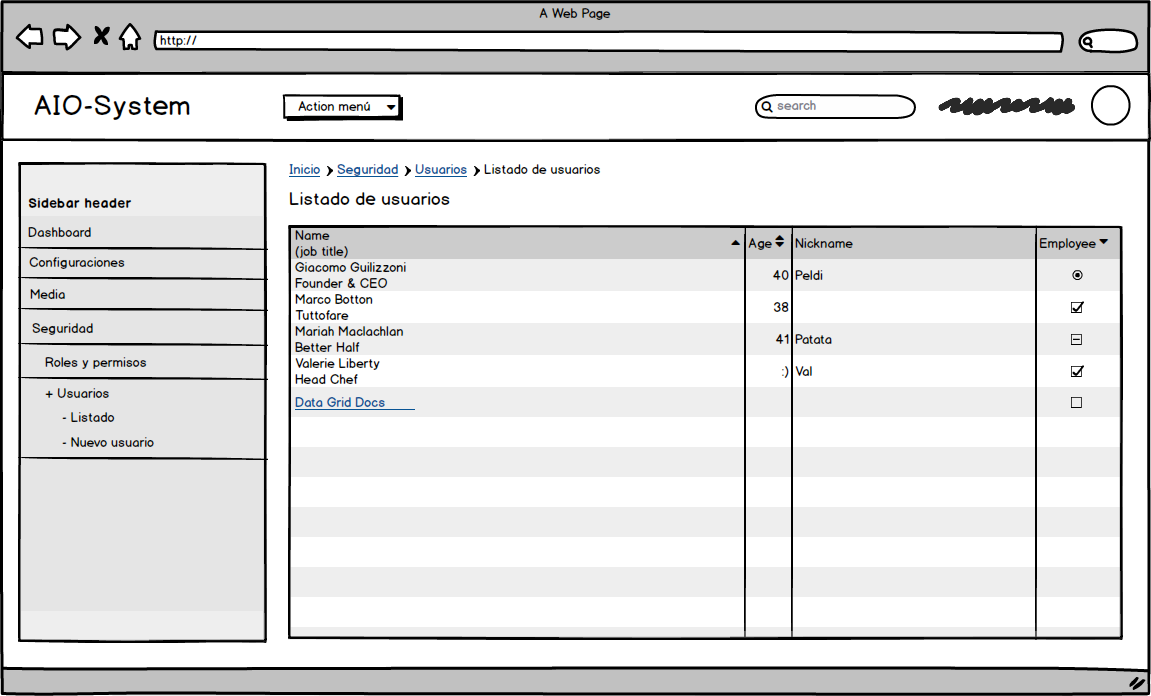 A Web Page
http://
AIO-System
Action menú
search
Inicio Seguridad Usuarios Listado de usuarios
Listado de usuarios
Sidebar header
Dashboard
Configuraciones
Media
Seguridad
Roles y permisos
+ Usuarios
- Listado
- Nuevo usuario
Name
(job title) Age Nickname Employee
Giacomo Guilizzoni
Founder & CEO 40 Peldi
Marco Botton
Tuttofare 38
Mariah Maclachlan
Better Half 41 Patata
Valerie Liberty
Head Chef :) Val
Data Grid Docs